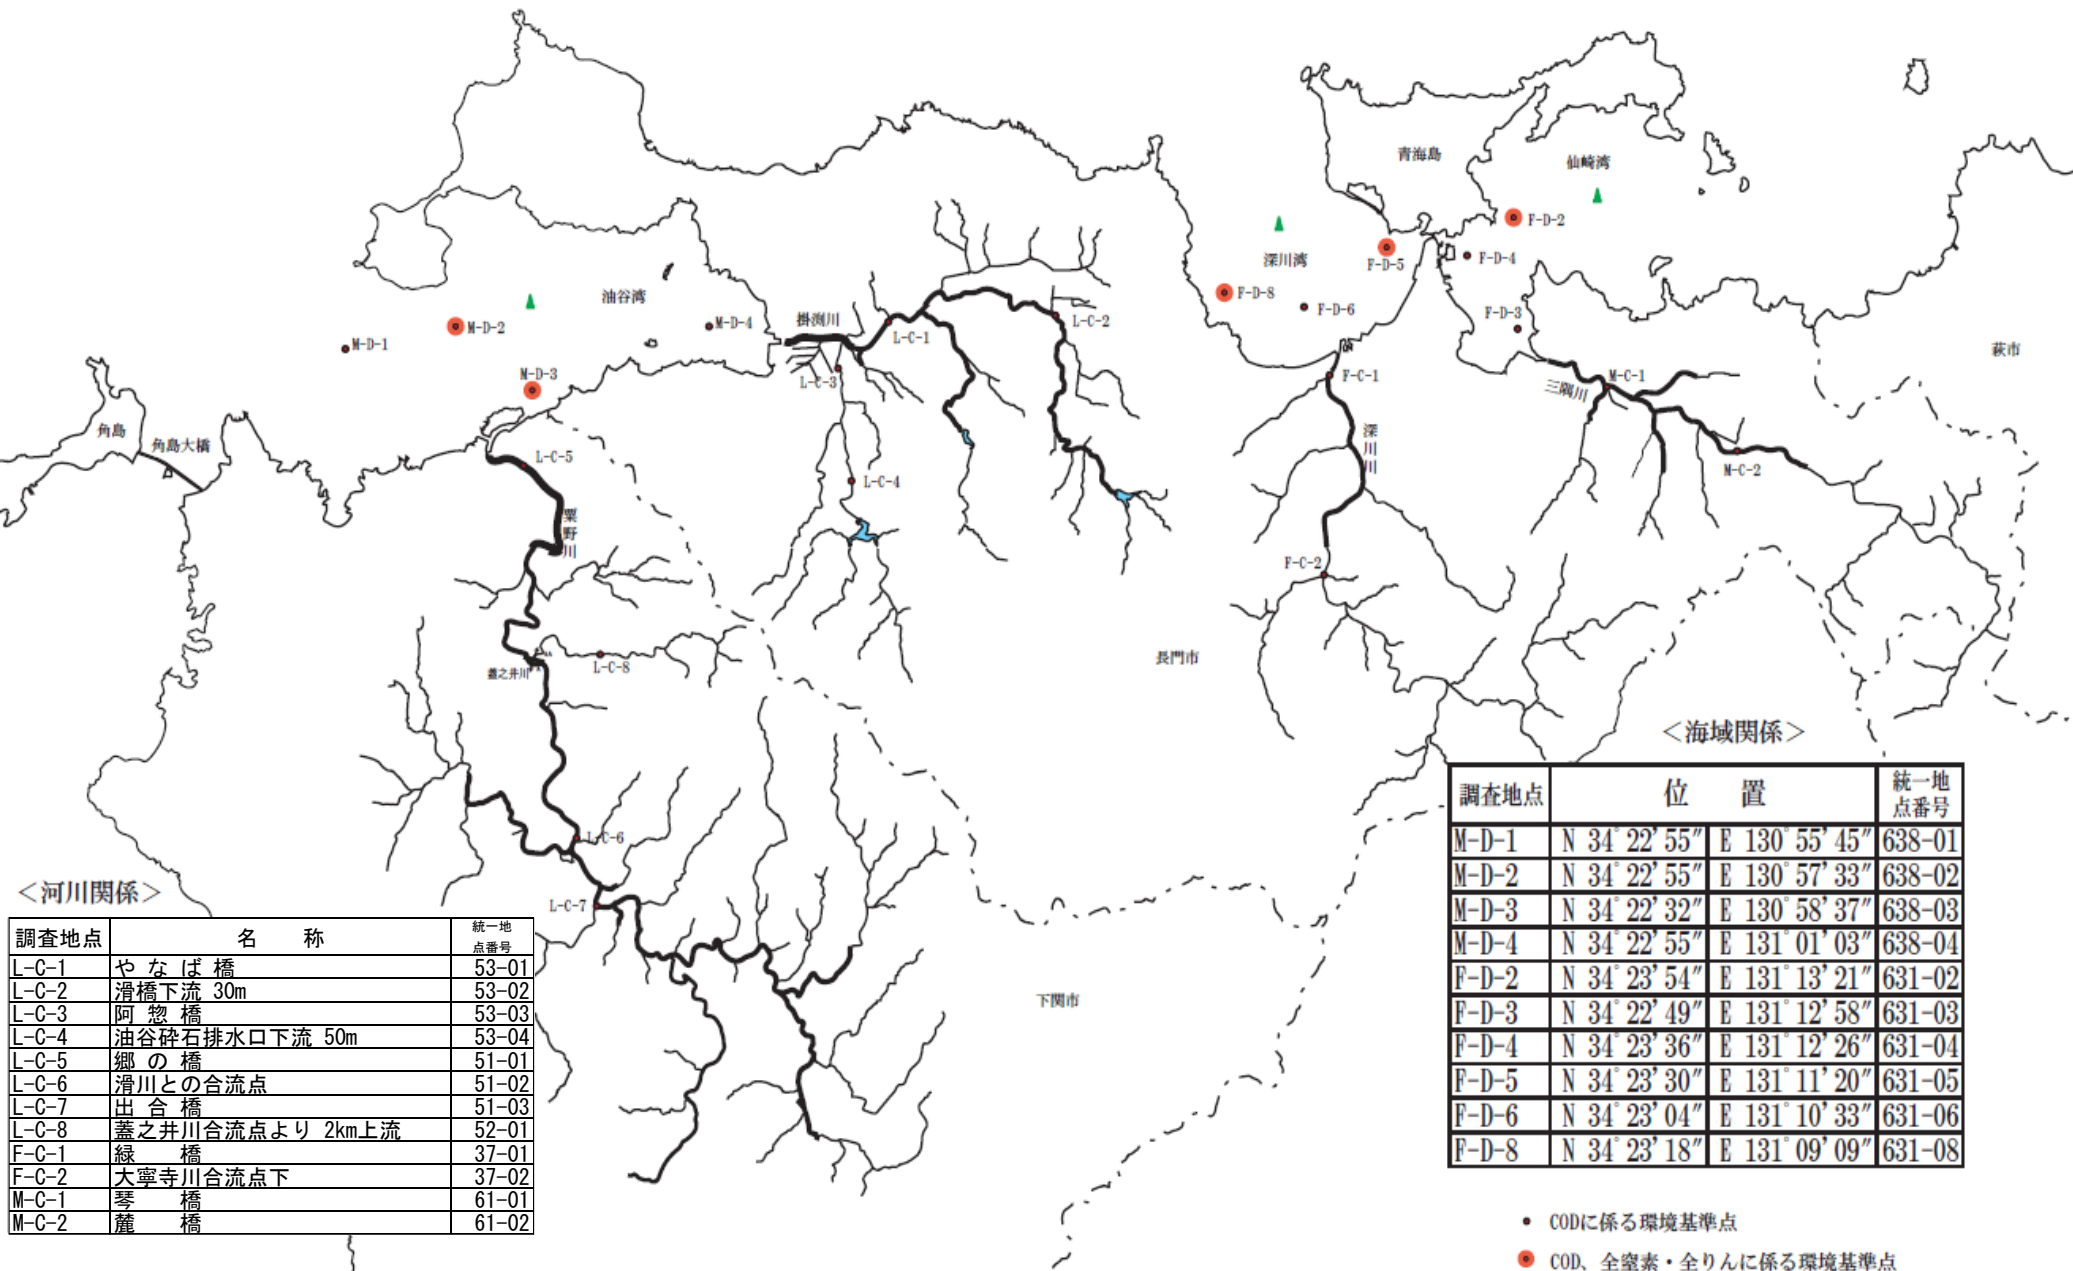 青海島
仙崎湾
F-D-2
深川湾
F-D-5
F-D-4
油谷湾
F-D-8
F-D-6
F-D-3
M-D-2
M-D-4
掛渕川
L-C-1
L-C-2
M-D-1
萩市
M-D-3
L-C-3
F-C-1
三隅川
M-C-1
角島
角島大橋
深川川
L-C-5
L-C-4
M-C-2
粟野川
F-C-2
長門市
L-C-8
蓋之井川
L-C-6
L-C-7
下関市
<河川関係>
調査地点 名 称 統一地点番号
L-C-1 やなば橋 53-01
L-C-2 滑橋下流 30m 53-02
L-C-3 阿惣橋 53-03
L-C-4 油谷砕石排水口下流 50m 53-04
L-C-5 郷の橋 51-01
L-C-6 滑川との合流点 51-02
L-C-7 出合橋 51-03
L-C-8 蓋之井川合流点より 2km上流 52-01
F-C-1 緑 橋 37-01
F-C-2 大寧寺川合流点下 37-02
M-C-1 琴 橋 61-01
M-C-2 麓 橋 61-02
<海域関係>
調査地点 位 置 統一地点番号
M-D-1 N 34°22'55" E 130°55'45" 638-01
M-D-2 N 34°22'55" E 130°57'33" 638-02
M-D-3 N 34°22'32" E 130°58'37" 638-03
M-D-4 N 34°22'55" E 131°01'03" 638-04
F-D-2 N 34°23'54" E 131°13'21" 631-02
F-D-3 N 34°22'49" E 131°12'58" 631-03
F-D-4 N 34°23'36" E 131°12'26" 631-04
F-D-5 N 34°23'30" E 131°11'20" 631-05
F-D-6 N 34°23'04" E 131°10'33" 631-06
F-D-8 N 34°23'18" E 131°09'09" 631-08
CODに係る環境基準点
COD、全窒素・全りんに係る環境基準点